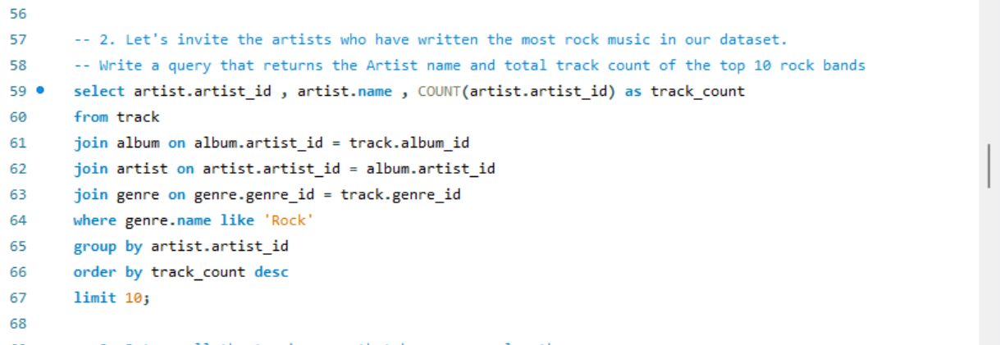 56
57 -- 2. Let's invite the artists who have written the most rock music in our dataset.
58 -- Write a query that returns the Artist name and total track count of the top 10 rock bands
59 select artist.artist_id , artist.name , COUNT(artist.artist_id) as track_count
60 from track
61 join album on album.artist_id = track.album_id
62 join artist on artist.artist_id = album.artist_id
63 join genre on genre.genre_id = track.genre_id
64 where genre.name like 'Rock'
65 group by artist.artist_id
66 order by track_count desc
67 limit 10;
68